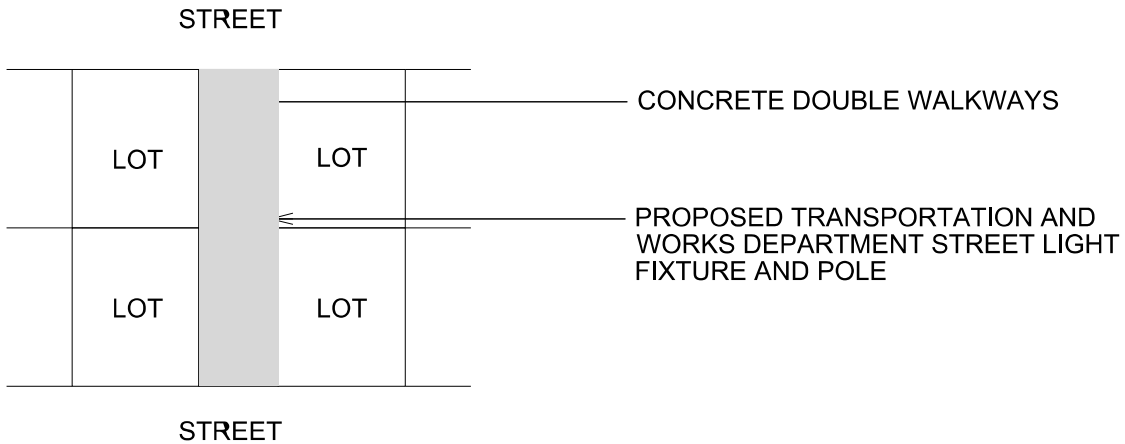 STREET
CONCRETE DOUBLE WALKWAYS
LOT
LOT
PROPOSED TRANSPORTATION AND
WORKS DEPARTMENT STREET LIGHT
FIXTURE AND POLE
LOT
LOT
STREET